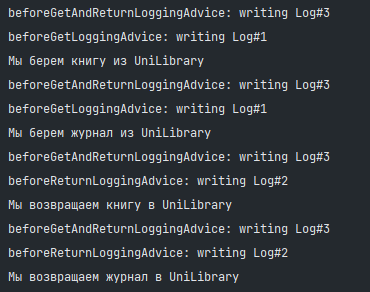 beforeGetAndReturnLoggingAdvice: writing Log#3
beforeGetLoggingAdvice: writing Log#1
Мы берем книгу из UniLibrary
beforeGetAndReturnLoggingAdvice: writing Log#3
beforeGetLoggingAdvice: writing Log#1
Мы берем журнал из UniLibrary
beforeGetAndReturnLoggingAdvice: writing Log#3
beforeReturnLoggingAdvice: writing Log#2
Мы возвращаем книгу в UniLibrary
beforeGetAndReturnLoggingAdvice: writing Log#3
beforeReturnLoggingAdvice: writing Log#2
Мы возвращаем журнал в UniLibrary